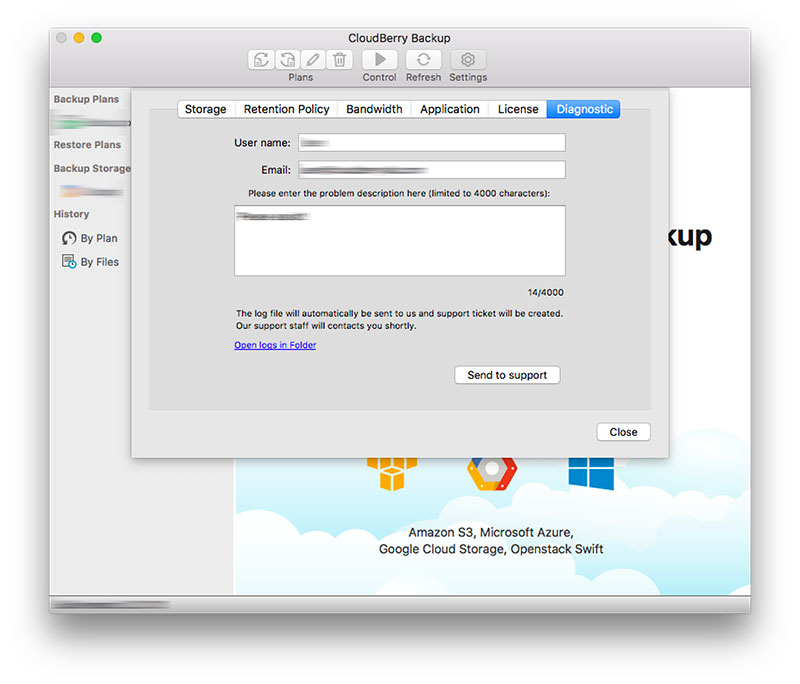 CloudBerry Backup
Plans
Control
Refresh
Settings
Backup Plans
Restore Plans
Backup Storage
History
By Plan
By Files
Storage
Retention Policy
Bandwidth
Application
License
Diagnostic
User name:
Email:
Please enter the problem description here (limited to 4000 characters):
14/4000
The log file will automatically be sent to us and support ticket will be created.
Our support staff will contacts you shortly.
Open logs in Folder
Send to support
Close
kup
Amazon S3, Microsoft Azure,
Google Cloud Storage, Openstack Swift